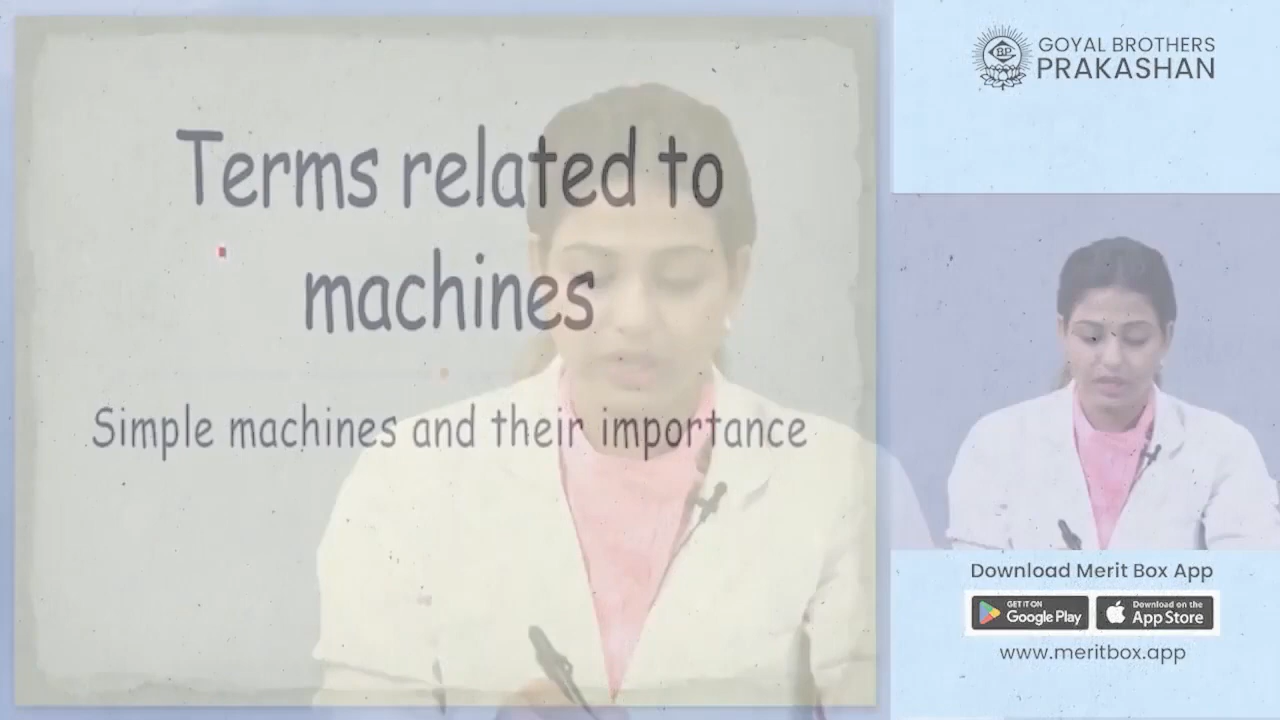 Terms related to
machines
Simple machines and their importance
BP
GOYAL BROTHERS
PRAKASHAN
Download Merit Box App
GET IT ON
Google Play
Download on the
App Store
www.meritbox.app